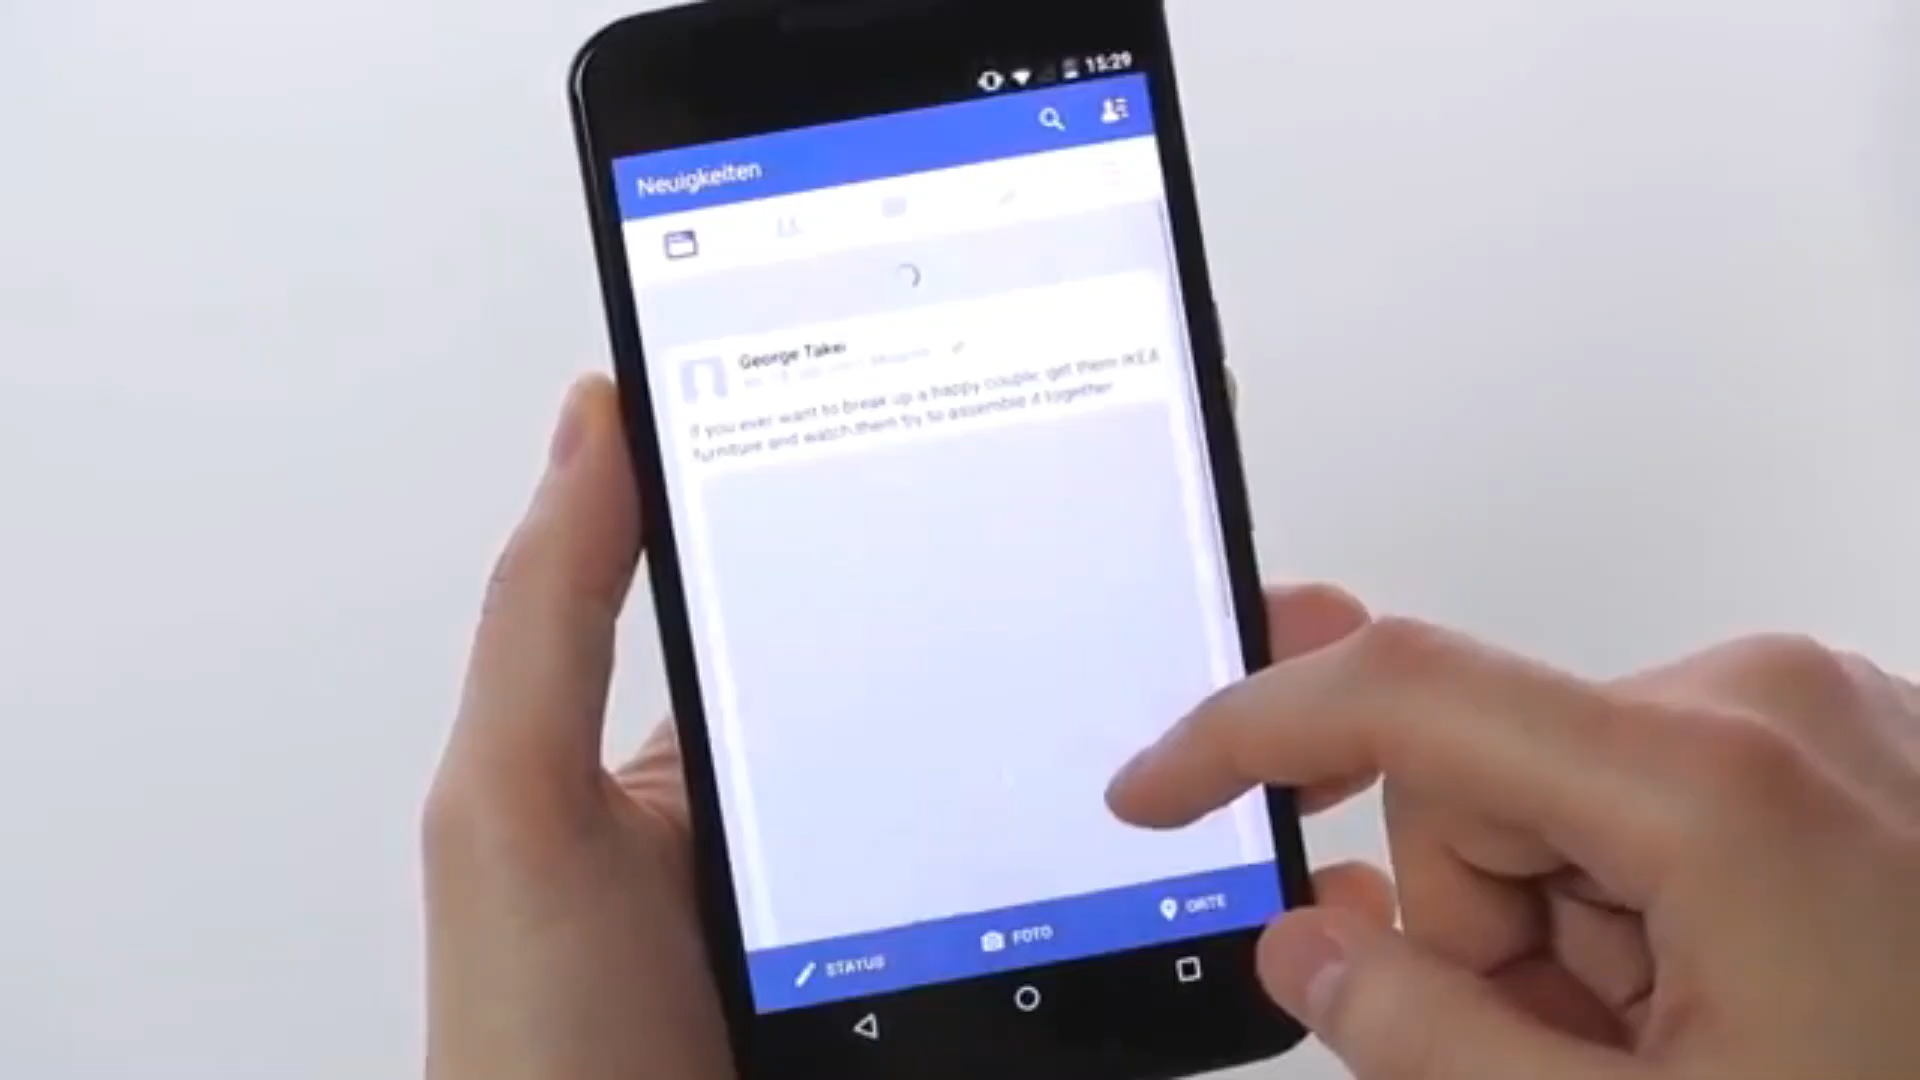 15:29
Neuigkeiten
George Takei
If you ever want to break up a happy couple, get them IKEA
furniture and watch them try to assemble it together
STATUS
FOTO
ORTE